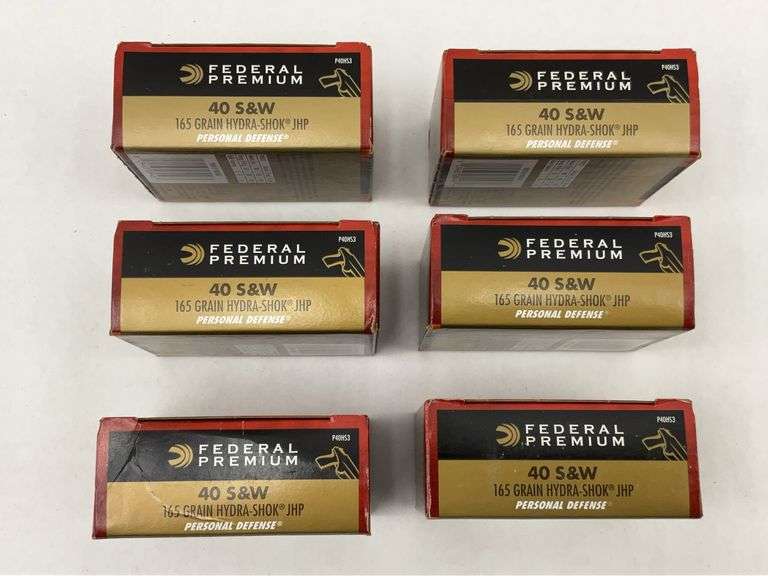 FEDERAL
PREMIUM
P40HS3
40 S&W
165 GRAIN HYDRA-SHOK® JHP
PERSONAL DEFENSE®
FEDERAL
PREMIUM
P40HS3
40 S&W
165 GRAIN HYDRA-SHOK® JHP
PERSONAL DEFENSE®
FEDERAL
PREMIUM
P40HS3
40 S&W
165 GRAIN HYDRA-SHOK® JHP
PERSONAL DEFENSE®
FEDERAL
PREMIUM
P40HS3
40 S&W
165 GRAIN HYDRA-SHOK® JHP
PERSONAL DEFENSE®
FEDERAL
PREMIUM
P40HS3
40 S&W
165 GRAIN HYDRA-SHOK® JHP
PERSONAL DEFENSE®
FEDERAL
PREMIUM
P40HS3
40 S&W
165 GRAIN HYDRA-SHOK® JHP
PERSONAL DEFENSE®